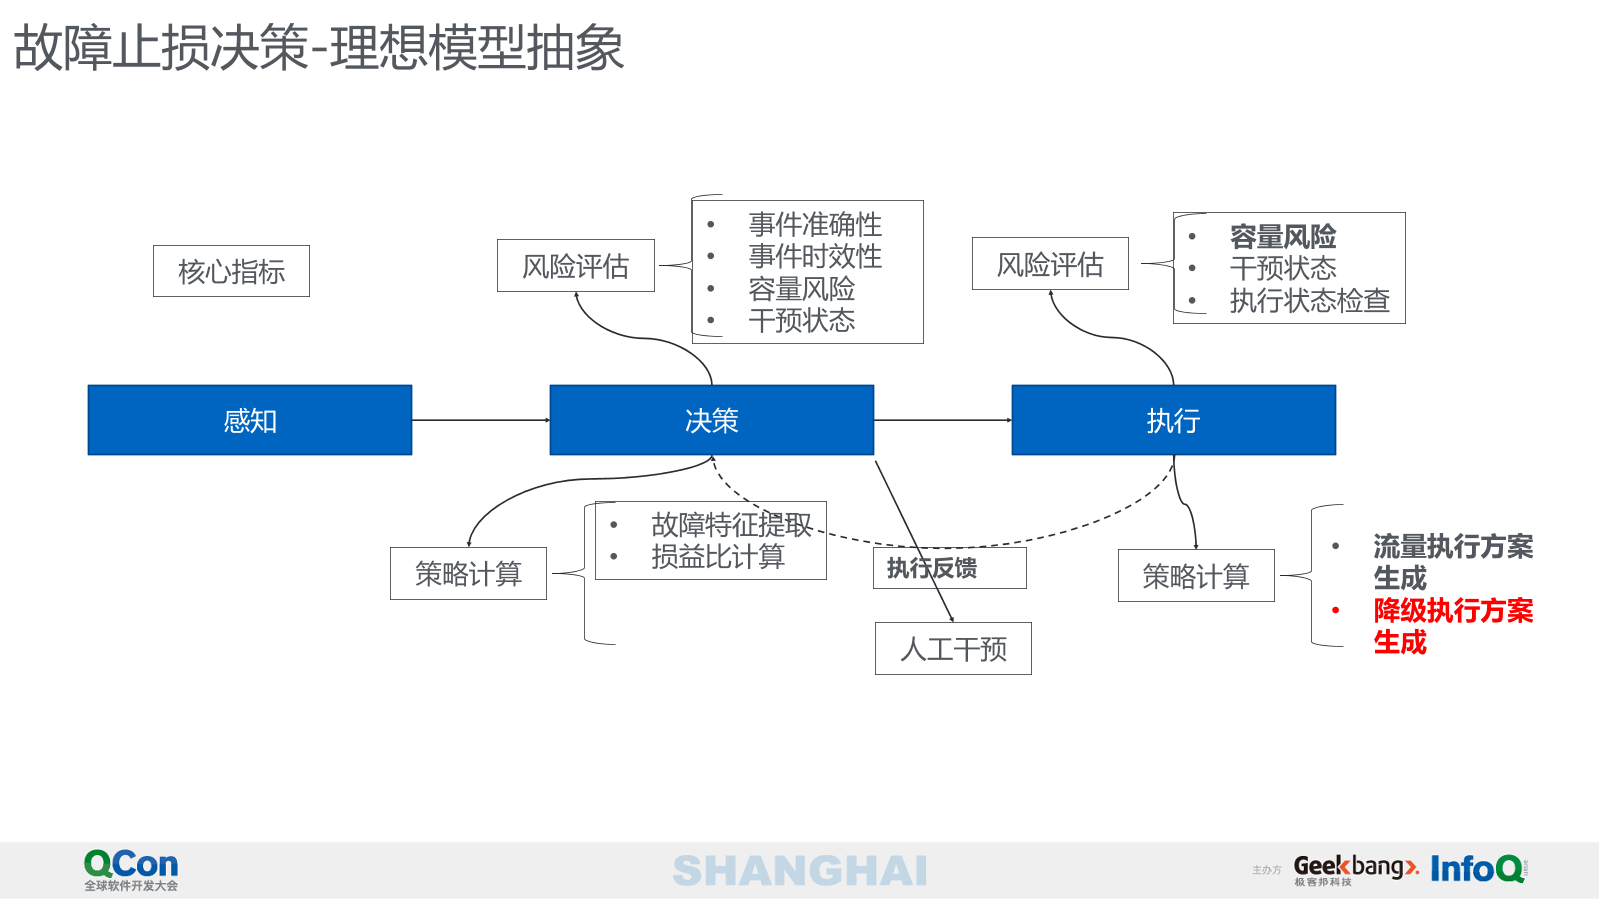 故障止损决策-理想模型抽象
核心指标
风险评估
• 事件准确性
• 事件时效性
• 容量风险
• 干预状态
风险评估
• 容量风险
• 干预状态
• 执行状态检查
感知
决策
执行
策略计算
• 故障特征提取
• 损益比计算
执行反馈
人工干预
策略计算
• 流量执行方案
生成
• 降级执行方案
生成
QCon
全球软件开发大会
SHANGHAI
主办方
Geekbang
极客邦科技
InfoQ